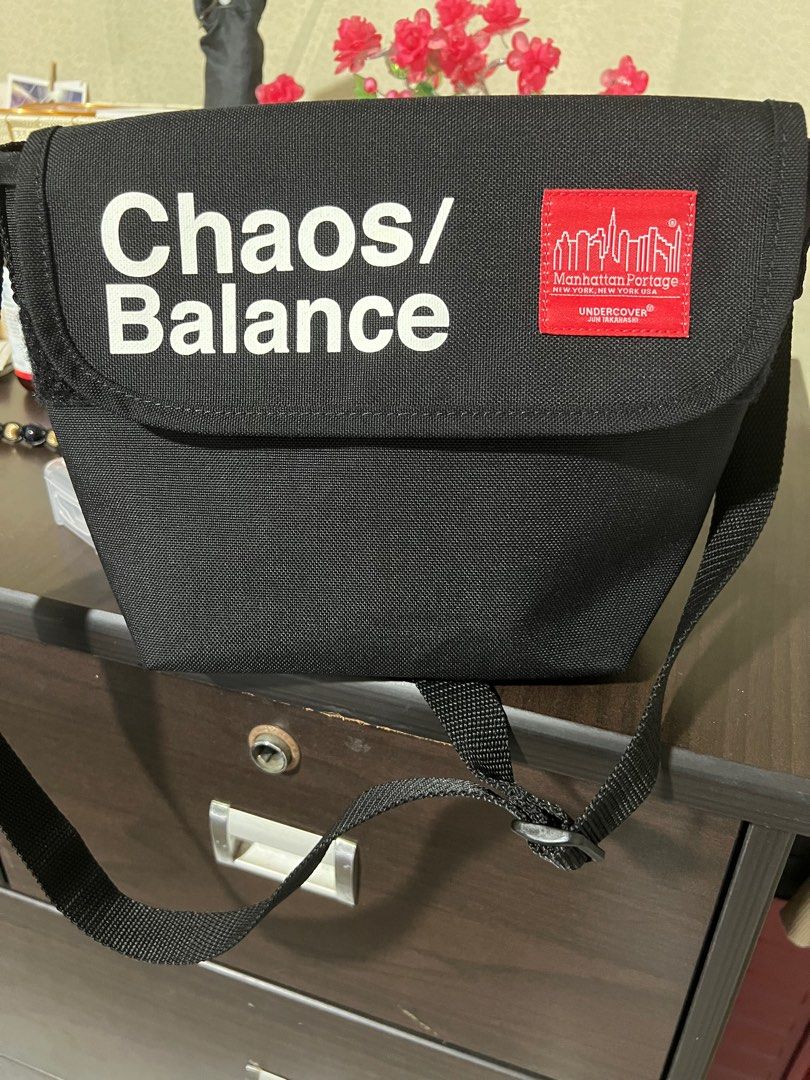 Chaos/
Balance
®
Manhattan Portage
NEW YORK, NEW YORK USA
UNDERCOVER®
JUN TAKAHASHI